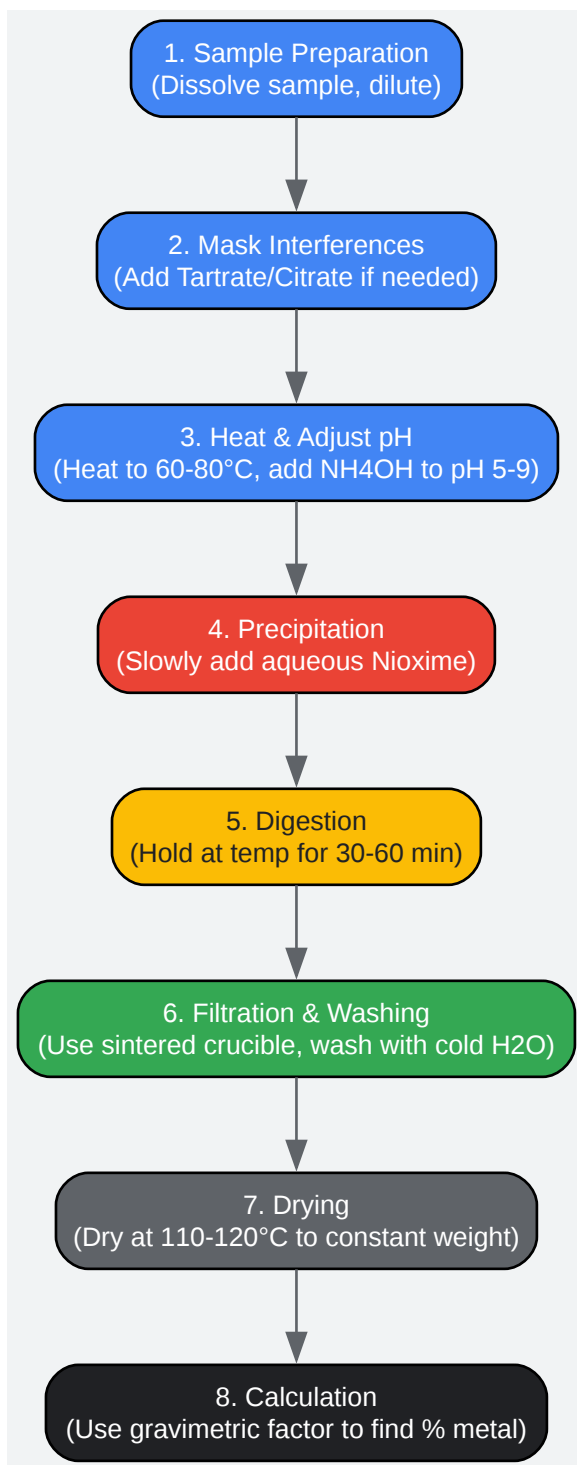 1. Sample Preparation
(Dissolve sample, dilute)
2. Mask Interferences
(Add Tartrate/Citrate if needed)
3. Heat & Adjust pH
(Heat to 60-80°C, add NH4OH to pH 5-9)
4. Precipitation
(Slowly add aqueous Nioxime)
5. Digestion
(Hold at temp for 30-60 min)
6. Filtration & Washing
(Use sintered crucible, wash with cold H2O)
7. Drying
(Dry at 110-120°C to constant weight)
8. Calculation
(Use gravimetric factor to find % metal)